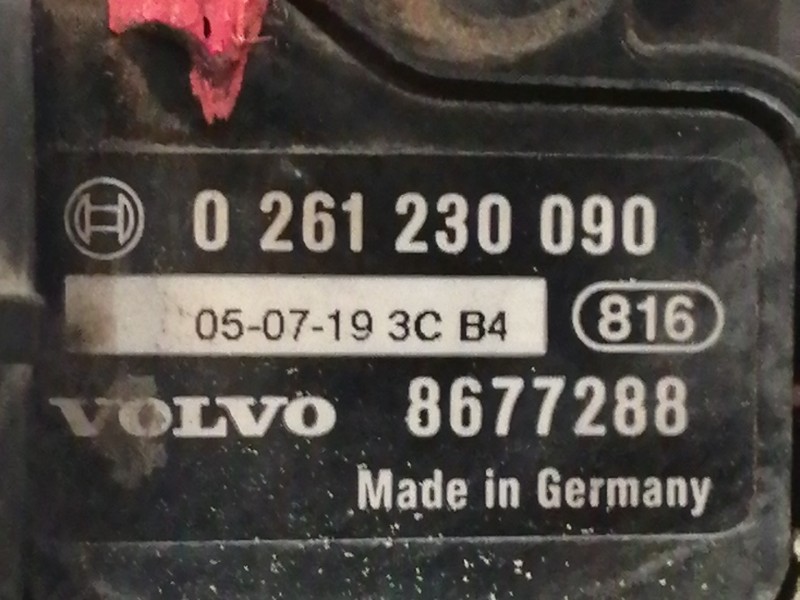 0 261 230 090
05-07-19 3C B4 816
VOLVO 8677288
Made in Germany